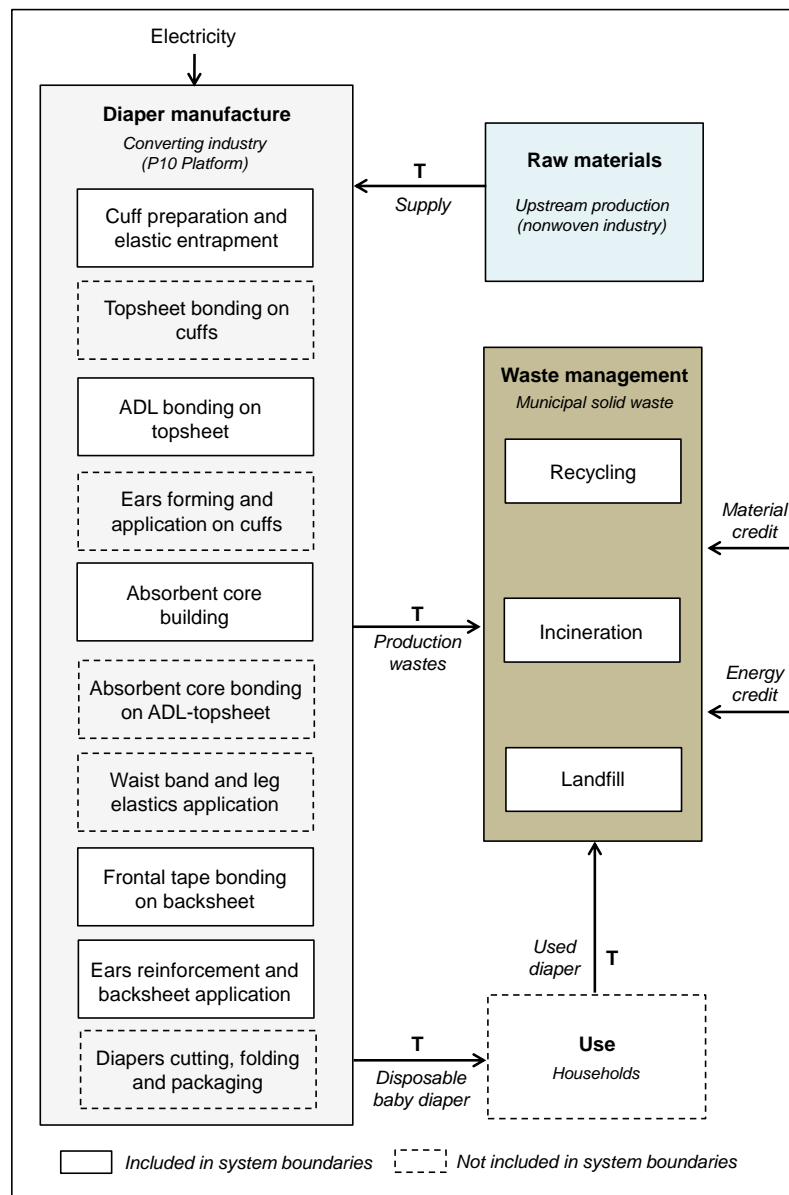 Electricity
Diaper manufacture
Converting industry
(P10 Platform)
Cuff preparation and
elastic entrapment
Topsheet bonding on
cuffs
ADL bonding on
topsheet
Ears forming and
application on cuffs
Absorbent core
building
Absorbent core bonding
on ADL-topsheet
Waist band and leg
elastics application
Frontal tape bonding
on backsheet
Ears reinforcement and
backsheet application
Diapers cutting, folding
and packaging
T
Supply
Raw materials
Upstream production
(nonwoven industry)
Waste management
Municipal solid waste
Recycling
Incineration
Landfill
Material
credit
Energy
credit
T
Production
wastes
Used
diaper
T
T
Disposable
baby diaper
Use
Households
Included in system boundaries
Not included in system boundaries